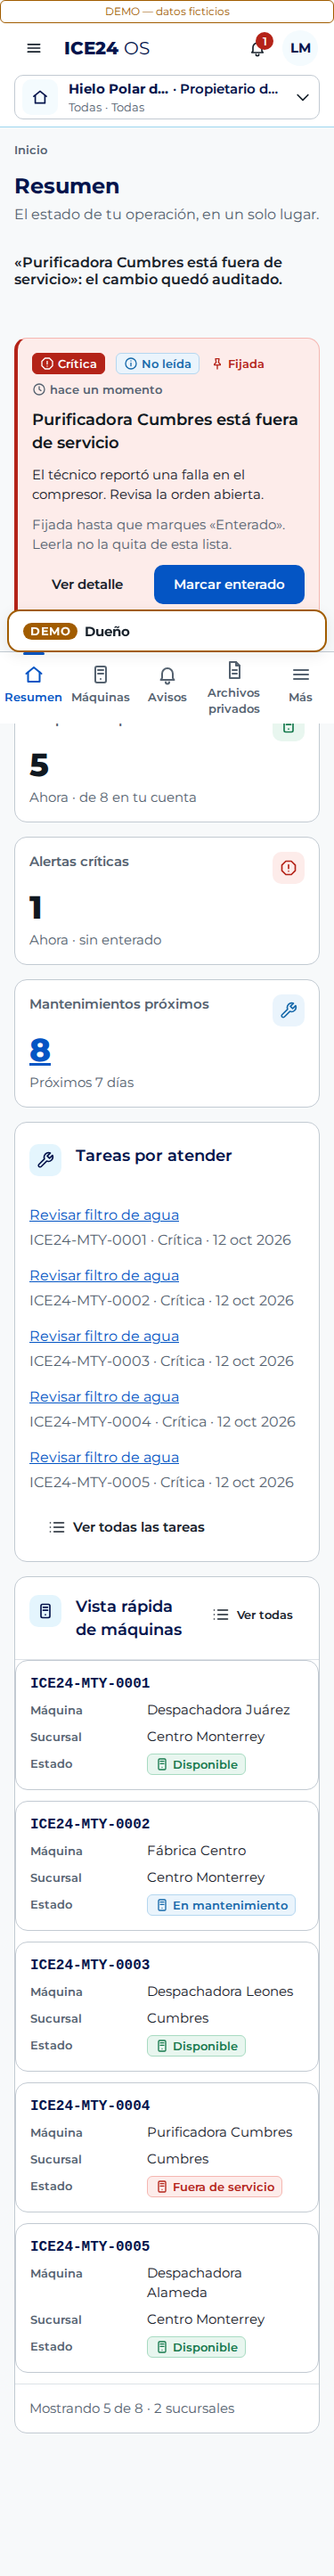 DEMO — datos ficticios
ICE24 OS
1
LM
Hielo Polar d... · Propietario d...
Todas · Todas
Inicio
Resumen
El estado de tu operación, en un solo lugar.
«Purificadora Cumbres está fuera de
servicio»: el cambio quedó auditado.
Crítica
No leída
Fijada
hace un momento
Purificadora Cumbres está fuera
de servicio
El técnico reportó una falla en el
compresor. Revisa la orden abierta.
Fijada hasta que marques «Enterado».
Leerla no la quita de esta lista.
Ver detalle
Marcar enterado
DEMO Dueño
Resumen
Máquinas
Avisos
Archivos
privados
Más
5
Ahora · de 8 en tu cuenta
Alertas críticas
1
Ahora · sin enterado
Mantenimientos próximos
8
Próximos 7 días
Tareas por atender
Revisar filtro de agua
ICE24-MTY-0001 · Crítica · 12 oct 2026
Revisar filtro de agua
ICE24-MTY-0002 · Crítica · 12 oct 2026
Revisar filtro de agua
ICE24-MTY-0003 · Crítica · 12 oct 2026
Revisar filtro de agua
ICE24-MTY-0004 · Crítica · 12 oct 2026
Revisar filtro de agua
ICE24-MTY-0005 · Crítica · 12 oct 2026
Ver todas las tareas
Vista rápida
de máquinas
Ver todas
ICE24-MTY-0001
Máquina Despachadora Juárez
Sucursal Centro Monterrey
Estado Disponible
ICE24-MTY-0002
Máquina Fábrica Centro
Sucursal Centro Monterrey
Estado En mantenimiento
ICE24-MTY-0003
Máquina Despachadora Leones
Sucursal Cumbres
Estado Disponible
ICE24-MTY-0004
Máquina Purificadora Cumbres
Sucursal Cumbres
Estado Fuera de servicio
ICE24-MTY-0005
Máquina Despachadora
Alameda
Sucursal Centro Monterrey
Estado Disponible
Mostrando 5 de 8 · 2 sucursales